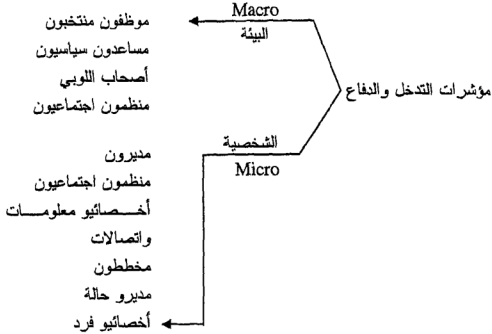 مؤشرات التدخل والدفاع
Macro
البيئة
موظفون منتخبون
مساعدون سياسيون
أصحاب اللوبي
منظمون اجتماعيون
الشخصية
Micro
مديرون
منظمون اجتماعيون
أخصائيو معلومات
واتصالات
مخططون
مديرو حالة
أخصائيو فرد